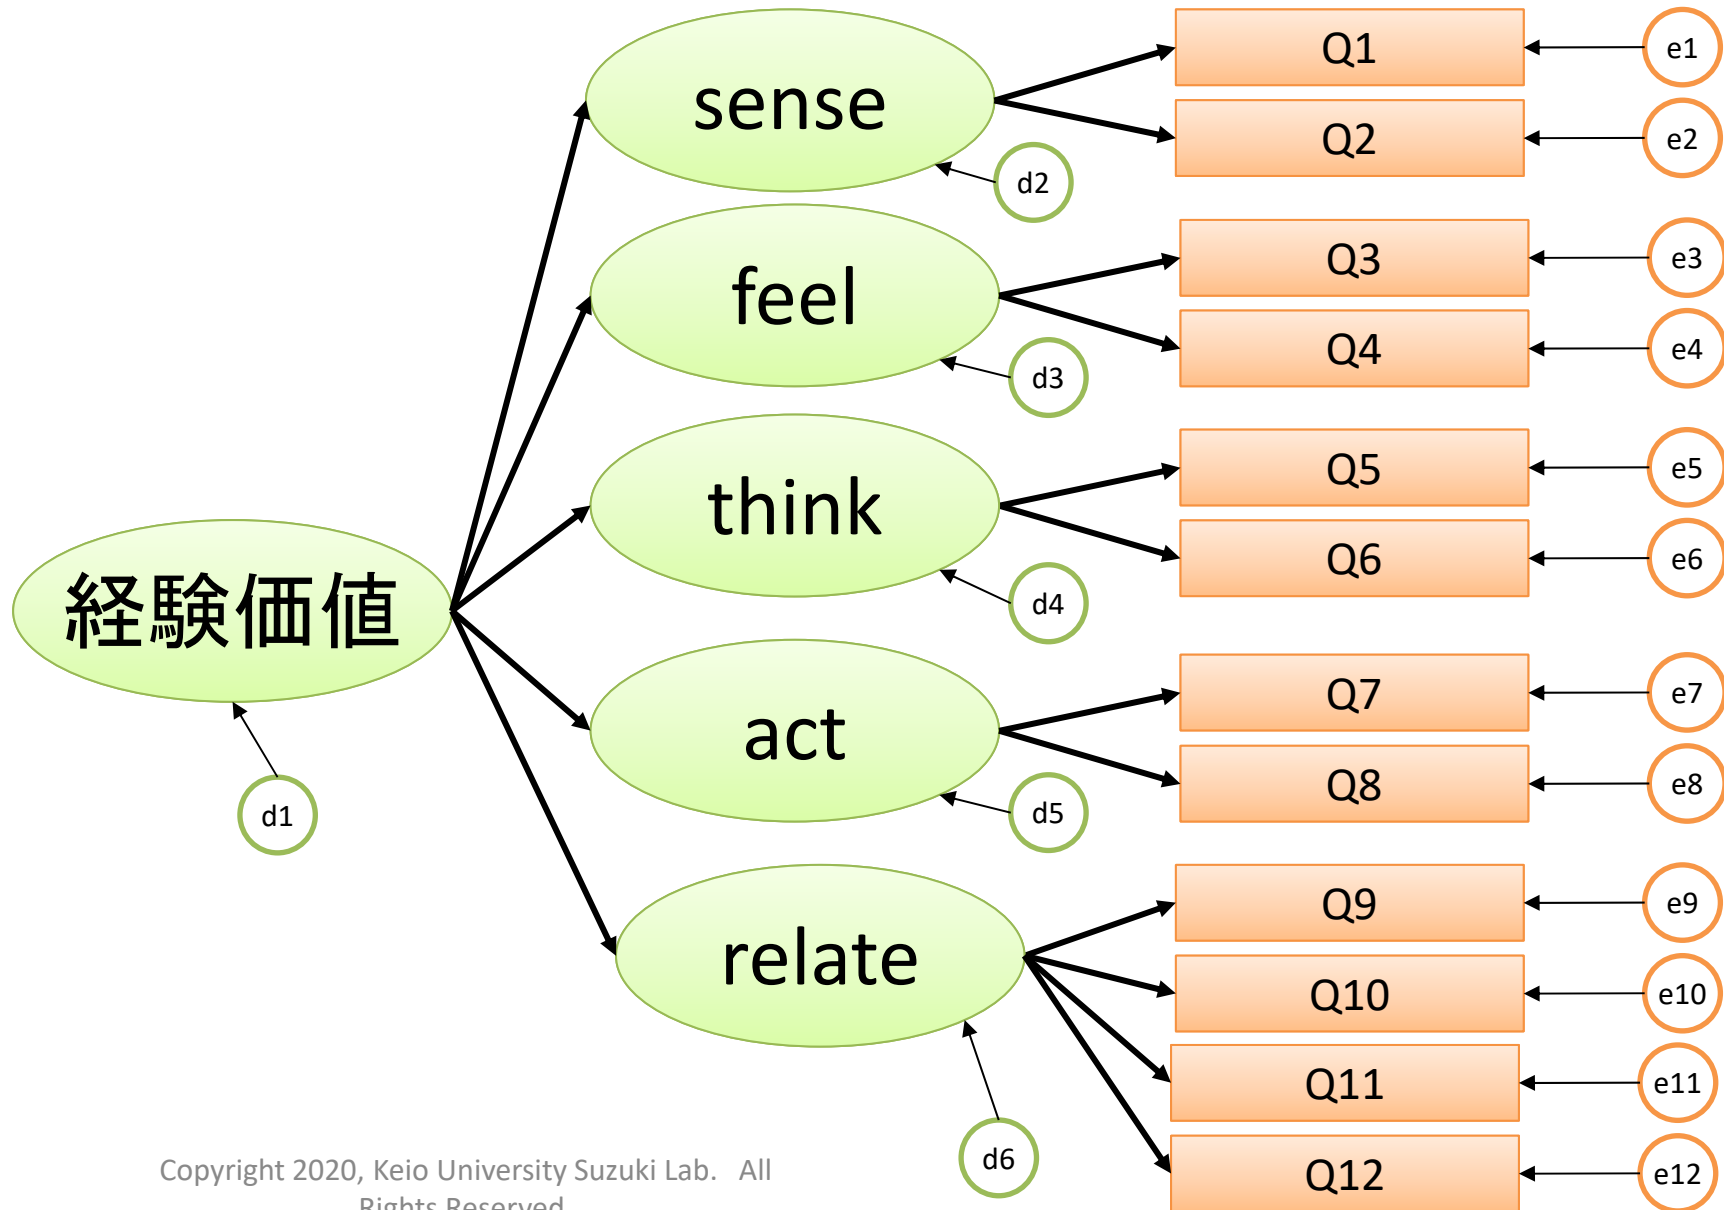 sense
Q1
e1
Q2
e2
d2
feel
Q3
e3
Q4
e4
d3
think
Q5
e5
Q6
e6
d4
経験価値
act
Q7
e7
Q8
e8
d5
d1
relate
Q9
e9
Q10
e10
Q11
e11
Q12
e12
d6
Copyright 2020, Keio University Suzuki Lab. All
Rights Reserved